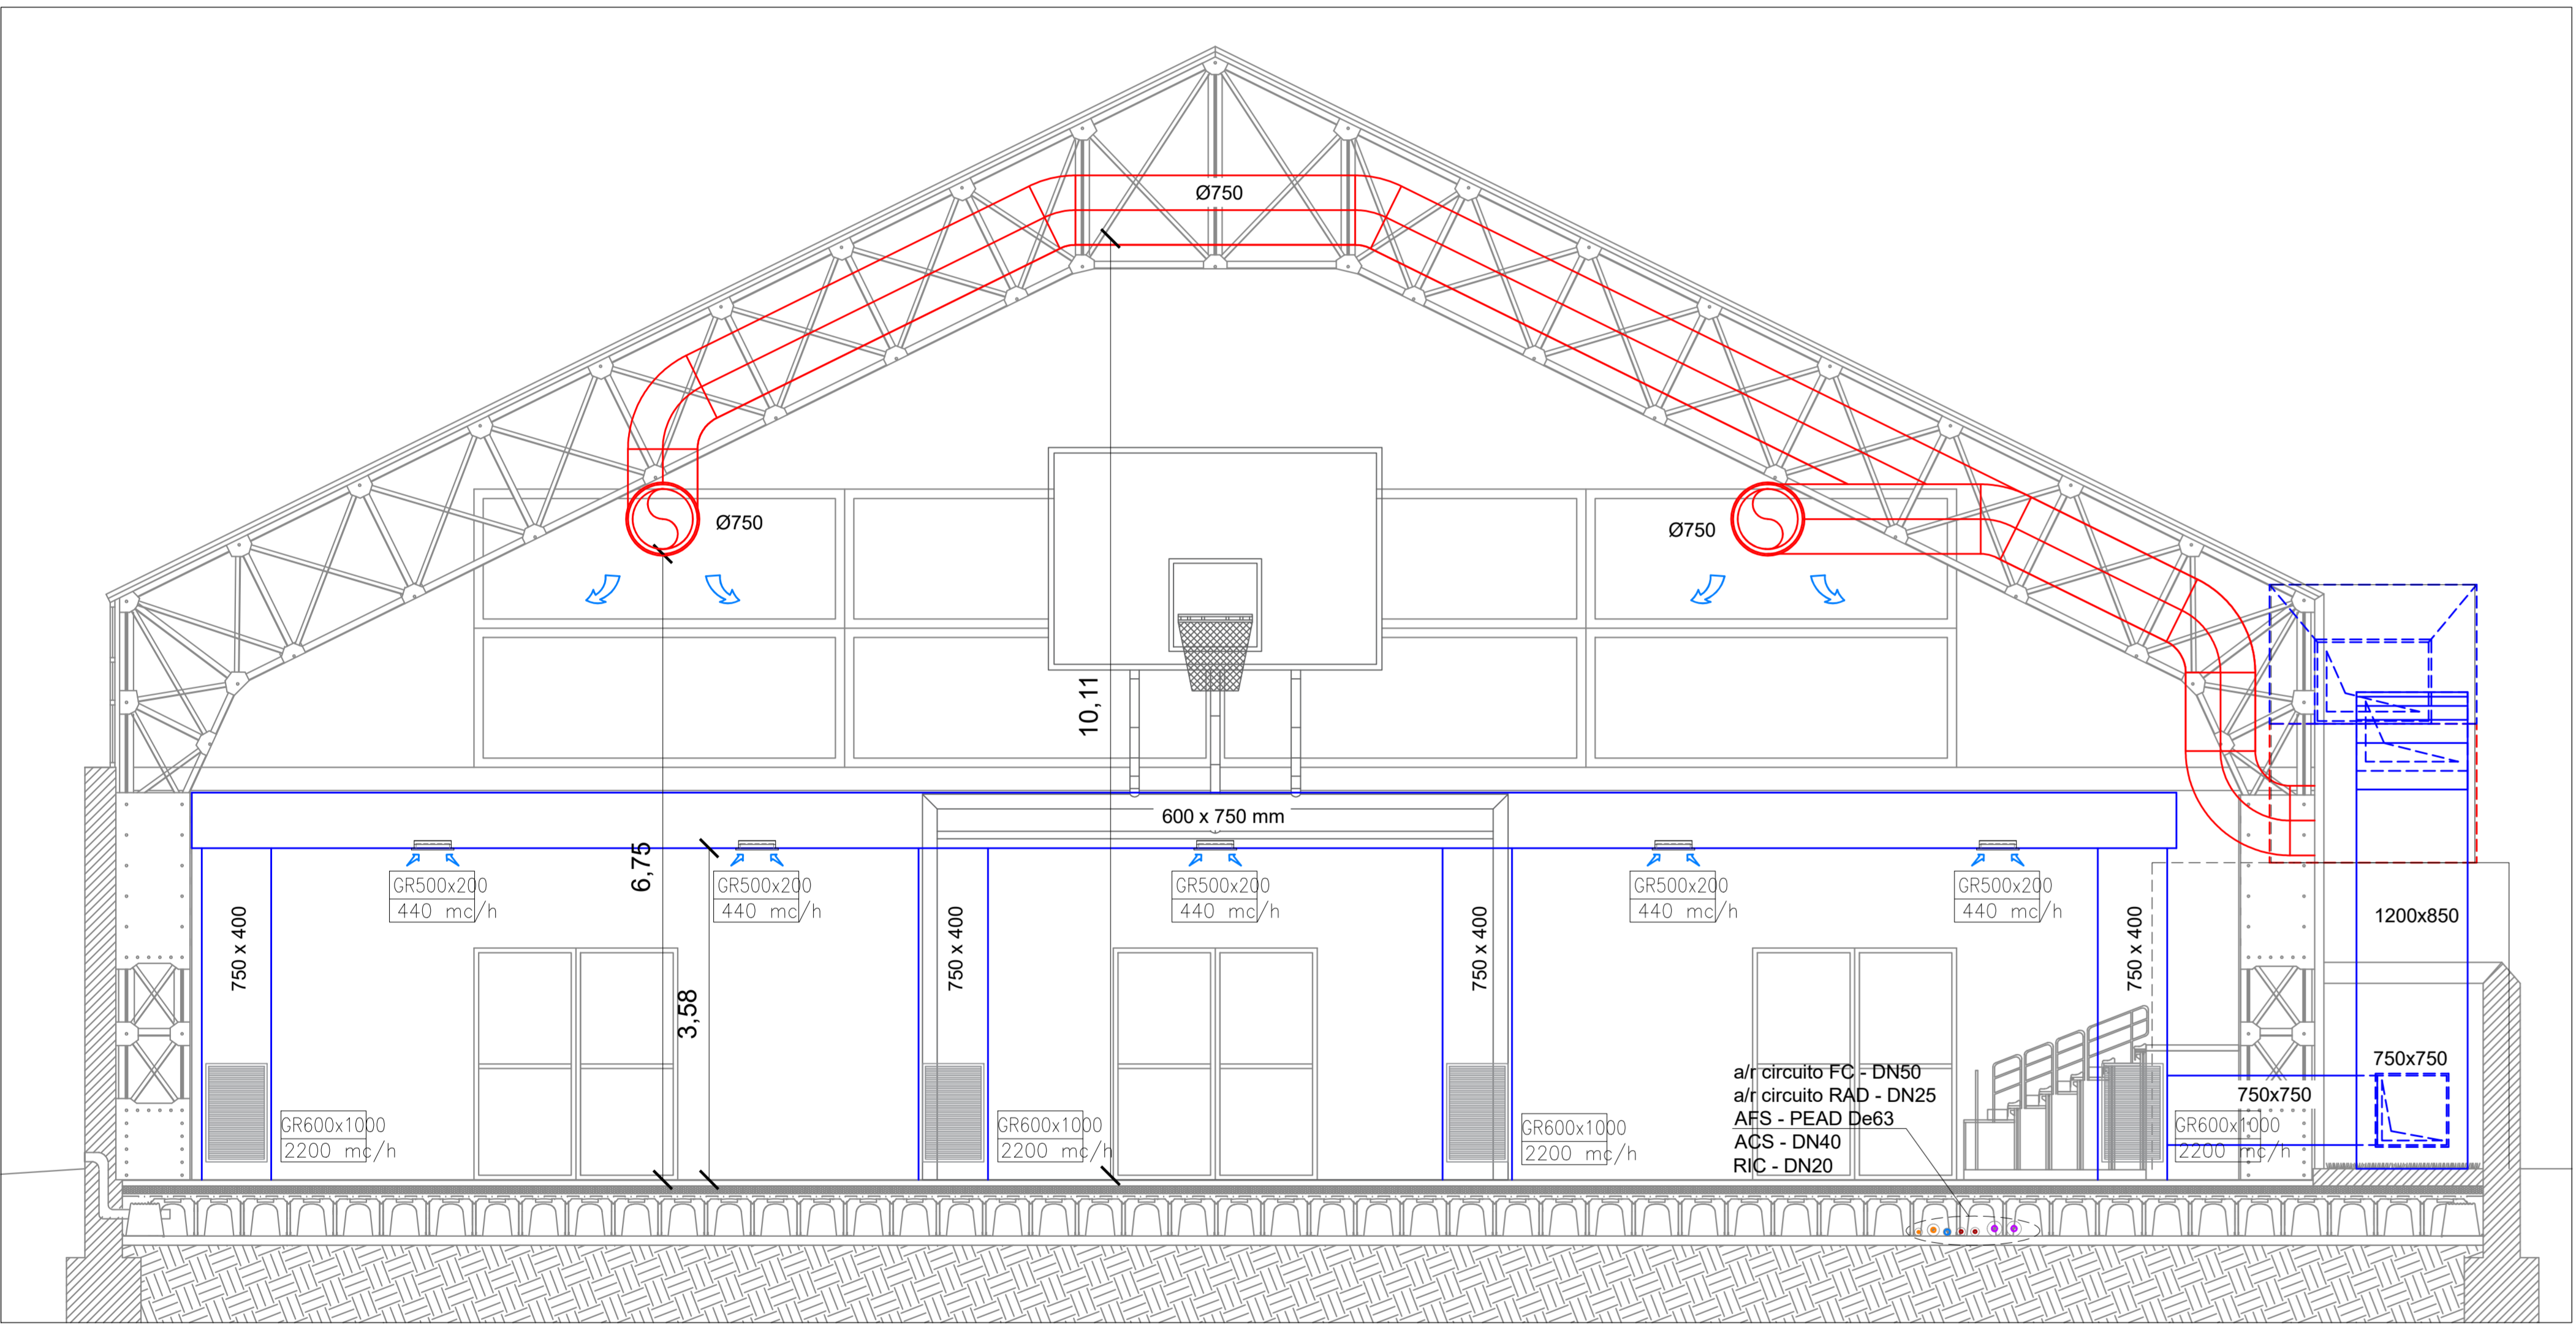 Ø750
Ø750
Ø750
10,11
600 x 750 mm
6,75
3,58
GR500x200
440 mc/h
GR500x200
440 mc/h
GR500x200
440 mc/h
GR500x200
440 mc/h
GR500x200
440 mc/h
750 x 400
750 x 400
750 x 400
750 x 400
1200x850
750x750
750x750
a/r circuito FC - DN50
a/r circuito RAD - DN25
AFS - PEAD De63
ACS - DN40
RIC - DN20
GR600x1000
2200 mc/h
GR600x1000
2200 mc/h
GR600x1000
2200 mc/h
GR600x1000
2200 mc/h